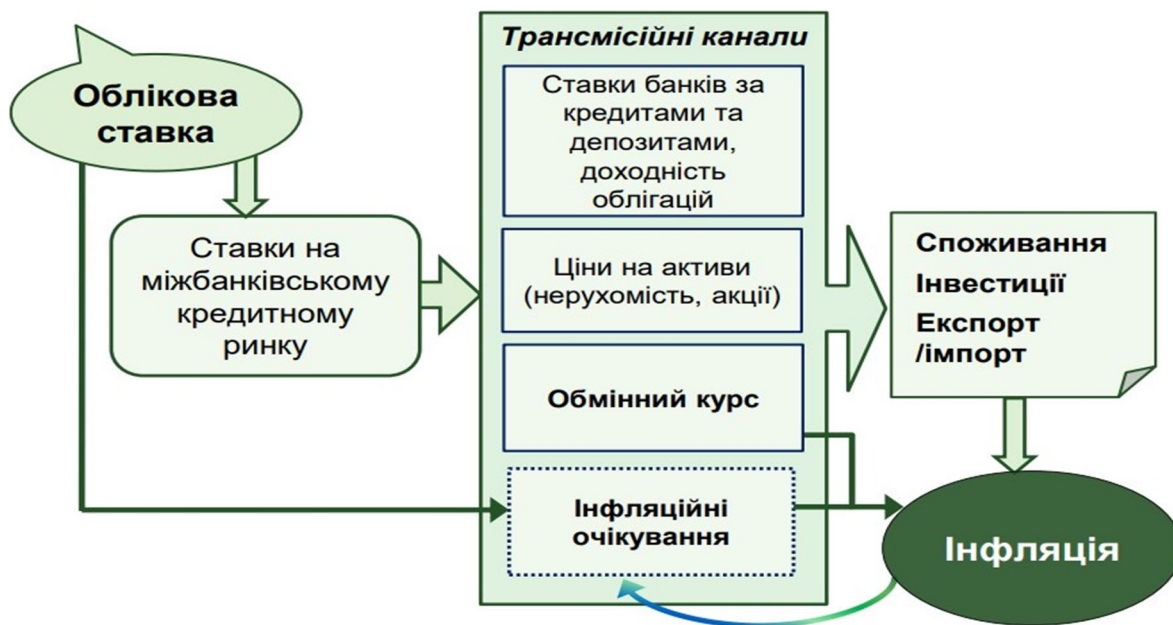 Облікова
ставка
Ставки на
міжбанківському
кредитному
ринку
Трансмісійні канали
Ставки банків за
кредитами та
депозитами,
доходність
облігацій
Ціни на активи
(нерухомість, акції)
Обмінний курс
Інфляційні
очікування
Споживання
Інвестиції
Експорт
/імпорт
Інфляція